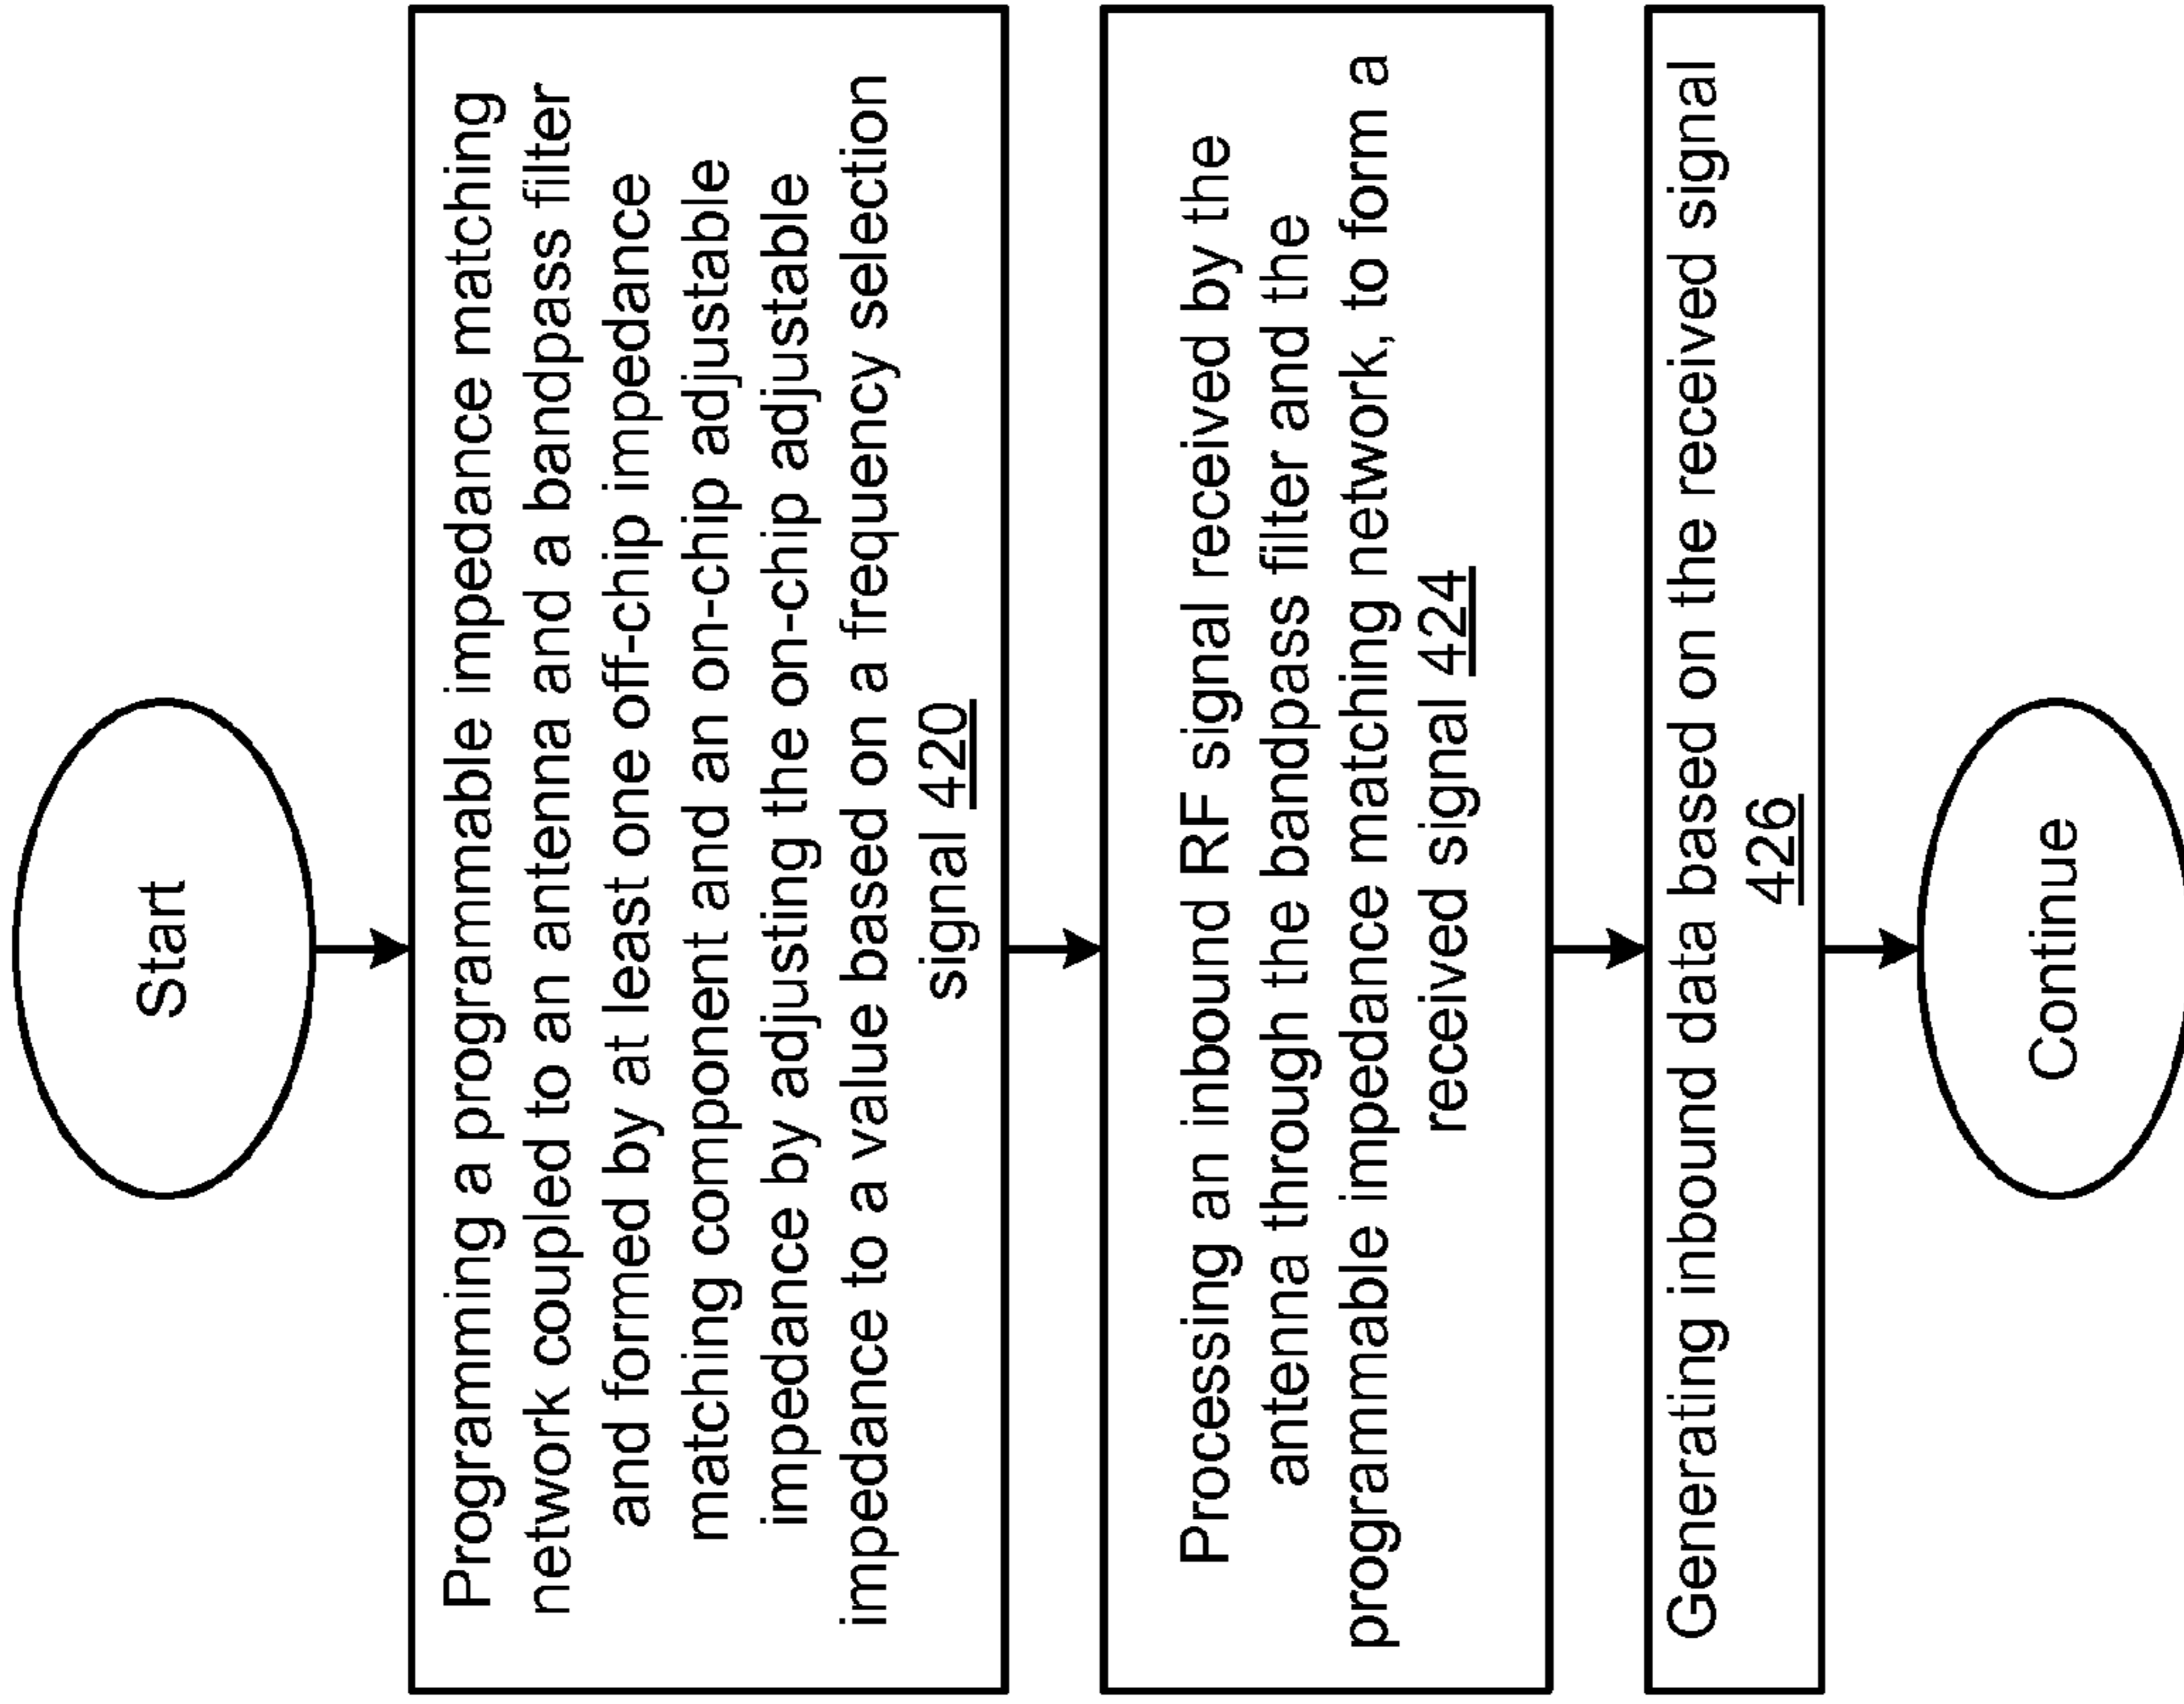 Start
Programming a programmable impedance matching
network coupled to an antenna and a bandpass filter
and formed by at least one off-chip impedance
matching component and an on-chip adjustable
impedance by adjusting the on-chip adjustable
impedance to a value based on a frequency selection
signal 420
Processing an inbound RF signal received by the
antenna through the bandpass filter and the
programmable impedance matching network, to form a
received signal 424
Generating inbound data based on the received signal
426
Continue